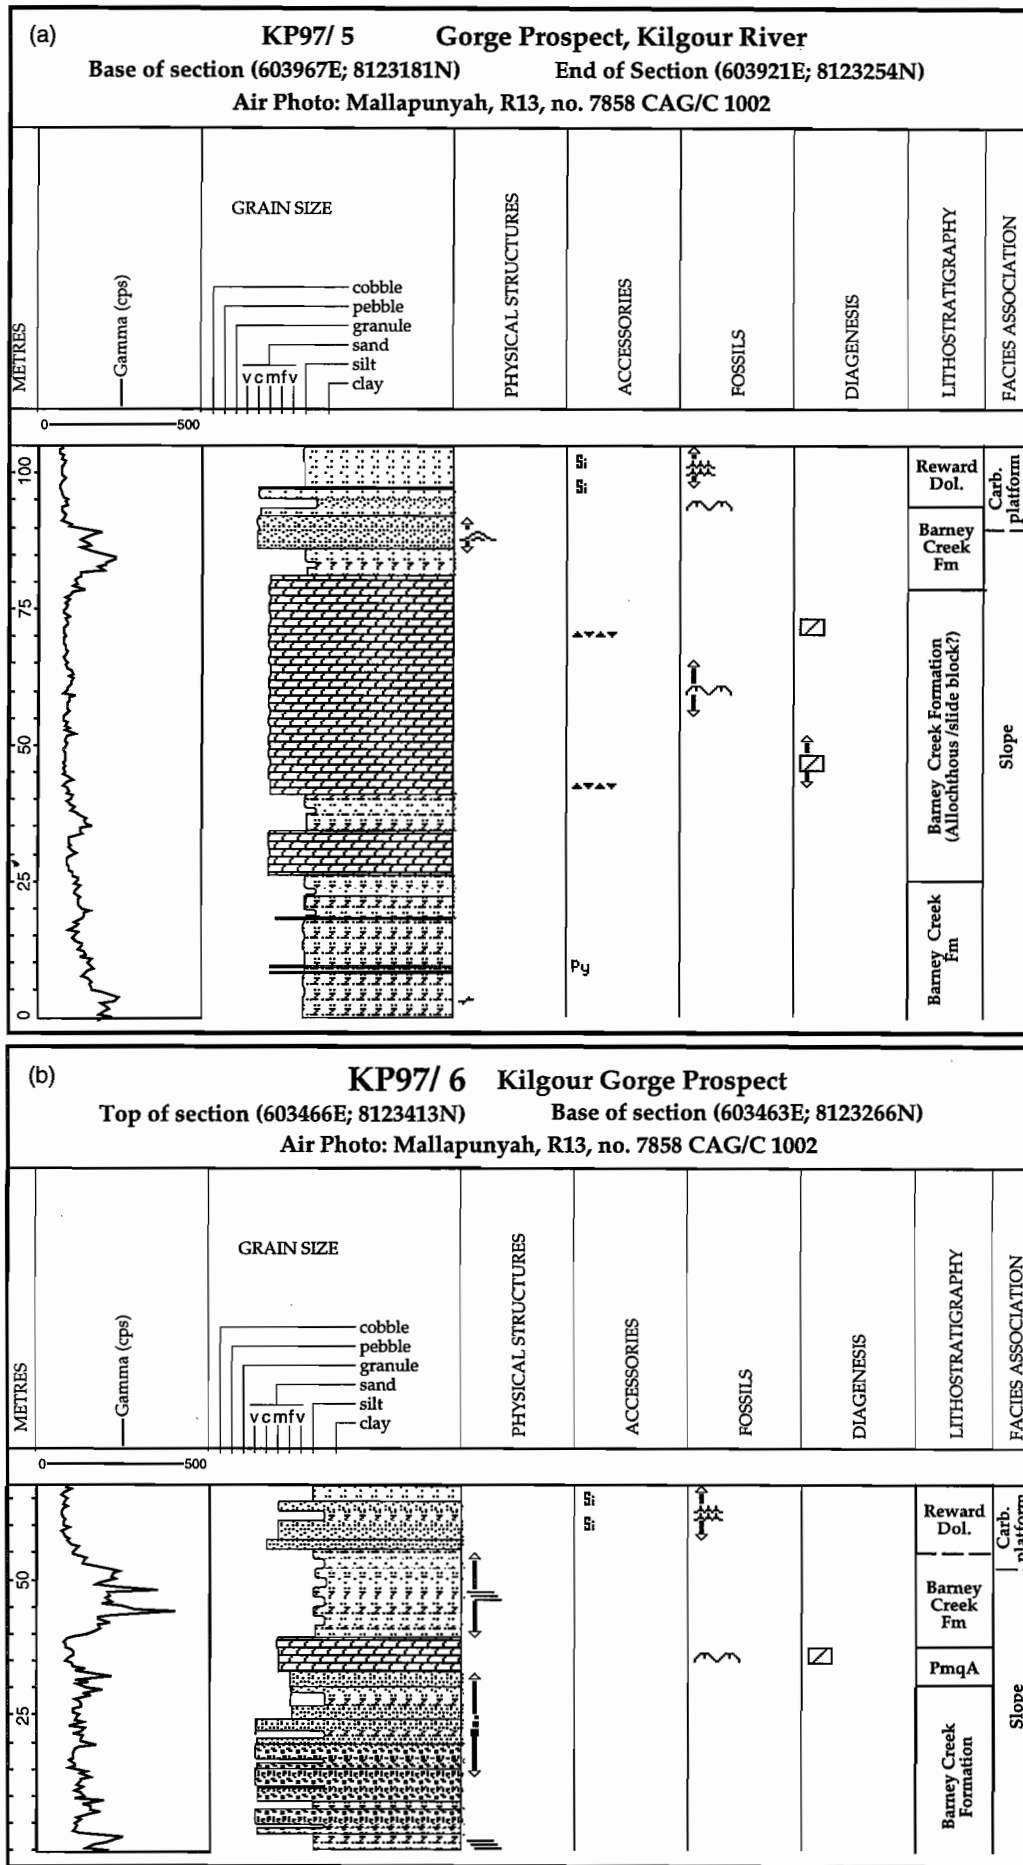 (a)
KP97/ 5 Gorge Prospect, Kilgour River
Base of section (603967E; 8123181N) End of Section (603921E; 8123254N)
Air Photo: Mallapunyah, R13, no. 7858 CAG/C 1002
METRES
Gamma (cps)
GRAIN SIZE
cobble
pebble
granule
sand
silt
v c m f v
clay
PHYSICAL STRUCTURES
ACCESSORIES
FOSSILS
DIAGENESIS
LITHOSTRATIGRAPHY
FACIES ASSOCIATION
0 500
100
75
50
25
0
Si
Si
Py
Reward
Dol.
Barney
Creek
Fm
Barney Creek Formation
(Allochthous /slide block?)
Barney Creek
Fm
Carb.
platform
Slope
(b)
KP97/ 6 Kilgour Gorge Prospect
Top of section (603466E; 8123413N) Base of section (603463E; 8123266N)
Air Photo: Mallapunyah, R13, no. 7858 CAG/C 1002
METRES
Gamma (cps)
GRAIN SIZE
cobble
pebble
granule
sand
silt
v c m f v
clay
PHYSICAL STRUCTURES
ACCESSORIES
FOSSILS
DIAGENESIS
LITHOSTRATIGRAPHY
FACIES ASSOCIATION
0 500
50
25
Si
Si
Reward
Dol.
Barney
Creek
Fm
PmqA
Barney Creek
Formation
Carb.
platform
Slope